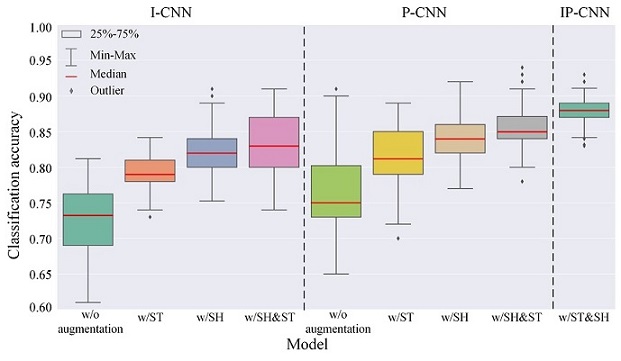 I-CNN P-CNN IP-CNN
1.00
0.95
0.90
0.85
0.80
0.75
0.70
0.65
0.60
Classification accuracy
25%-75%
Min-Max
Median
Outlier
w/o augmentation
w/ST
w/SH
w/SH&ST
w/o augmentation
w/ST
w/SH
w/SH&ST
w/ST&SH
Model